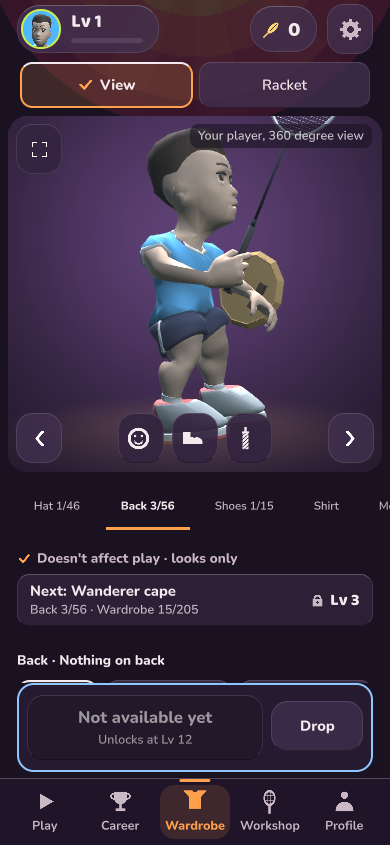 Lv 1
0
View
Racket
Your player, 360 degree view
Hat 1/46
Back 3/56
Shoes 1/15
Shirt
Doesn't affect play · looks only
Next: Wanderer cape
Back 3/56 · Wardrobe 15/205
Lv 3
Back · Nothing on back
Not available yet
Unlocks at Lv 12
Drop
Play
Career
Wardrobe
Workshop
Profile